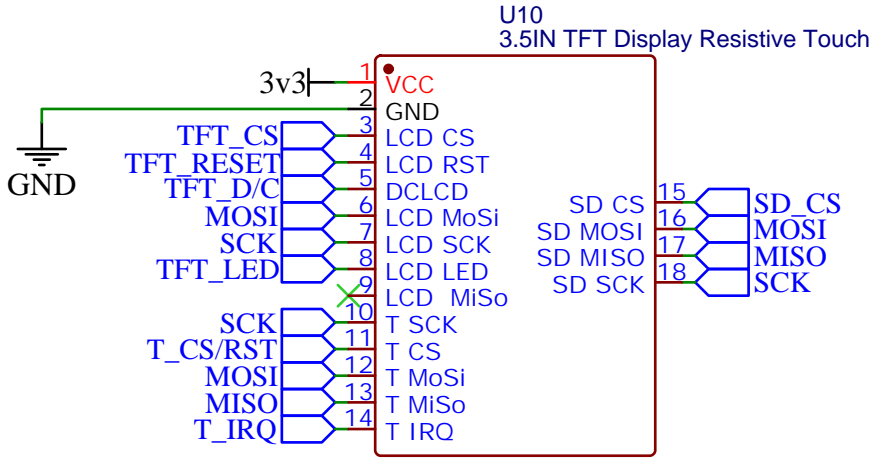 U10
3.5IN TFT Display Resistive Touch
3v3 1 VCC
2 GND
GND
TFT_CS 3 LCD CS
TFT_RESET 4 LCD RST
TFT_D/C 5 DCLCD
MOSI 6 LCD MoSi
SCK 7 LCD SCK
TFT_LED 8 LCD LED
9 LCD MiSo
SCK 10 T SCK
T_CS/RST 11 T CS
MOSI 12 T MoSi
MISO 13 T MiSo
T_IRQ 14 T IRQ
SD CS 15 SD_CS
SD MOSI 16 MOSI
SD MISO 17 MISO
SD SCK 18 SCK